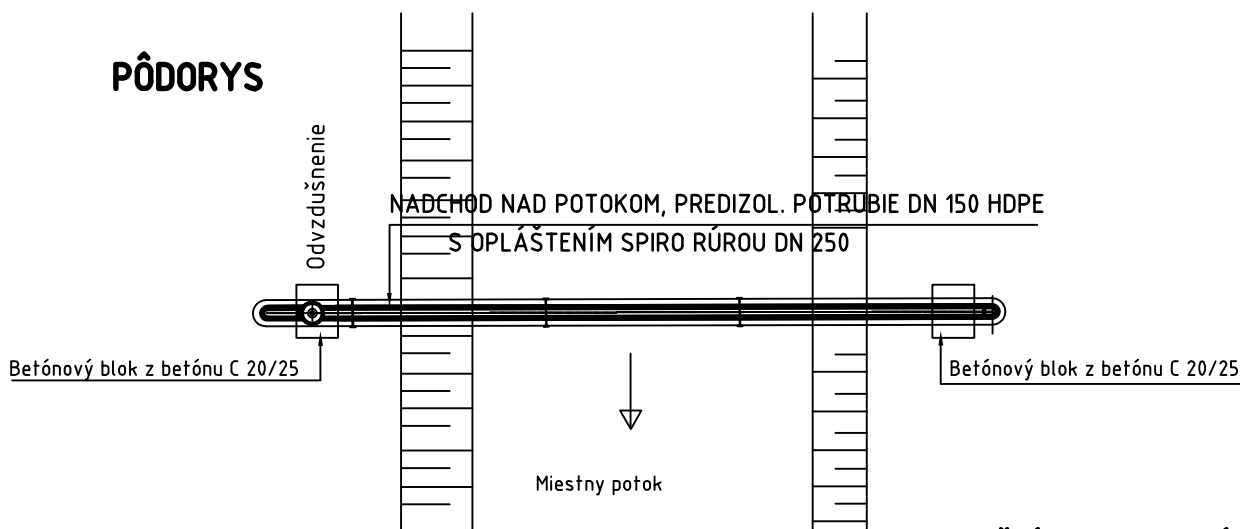 PÔDORYS
Odvzdušnenie
NADCHOD NAD POTOKOM, PREDIZOL. POTRUBIE DN 150 HDPE
S OPLÁŠTENÍM SPIRO RÚROU DN 250
Betónový blok z betónu C 20/25
Betónový blok z betónu C 20/25
Miestny potok